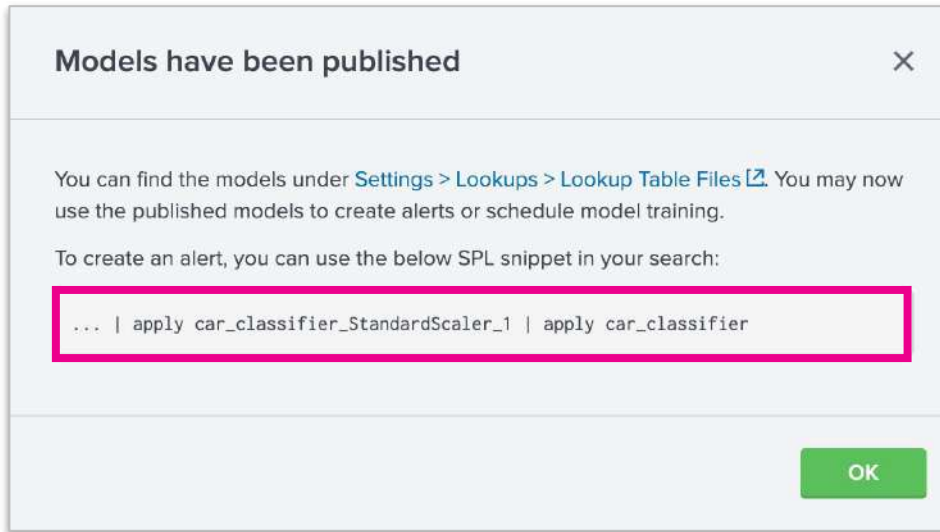 Models have been published
You can find the models under Settings > Lookups > Lookup Table Files. You may now
use the published models to create alerts or schedule model training.
To create an alert, you can use the below SPL snippet in your search:
... | apply car_classifier_StandardScaler_1 | apply car_classifier
OK